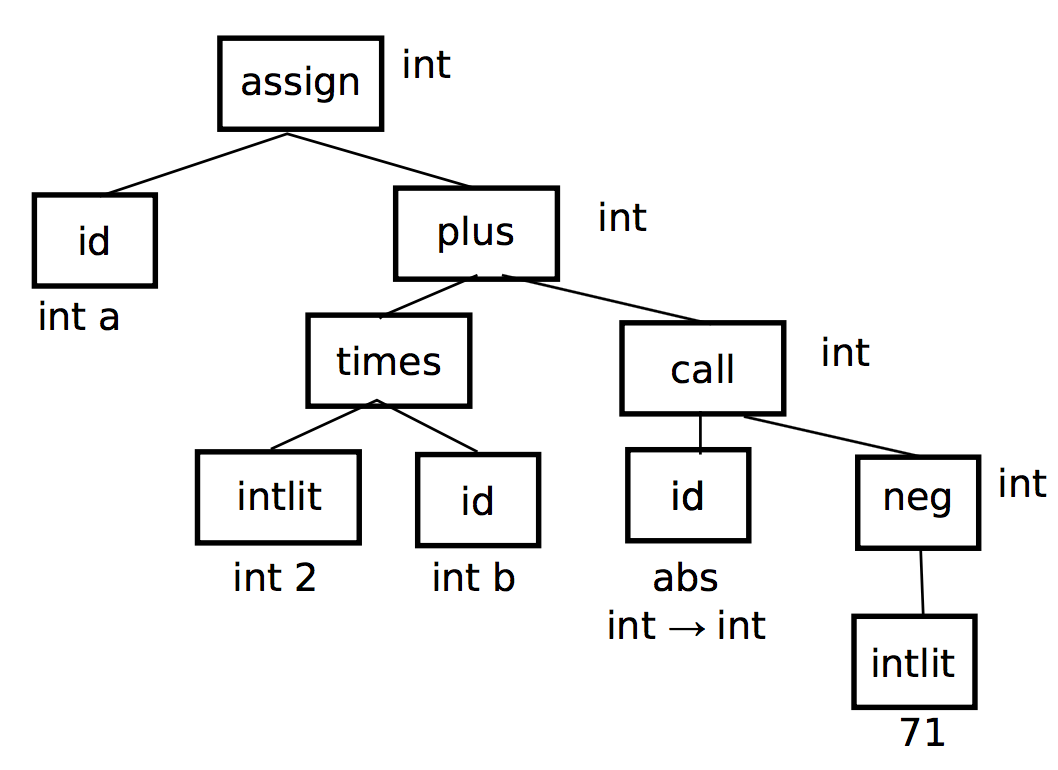 assign
int
id
int a
plus
int
times
call
int
intlit
int 2
id
int b
id
abs
int → int
neg
int
intlit
71